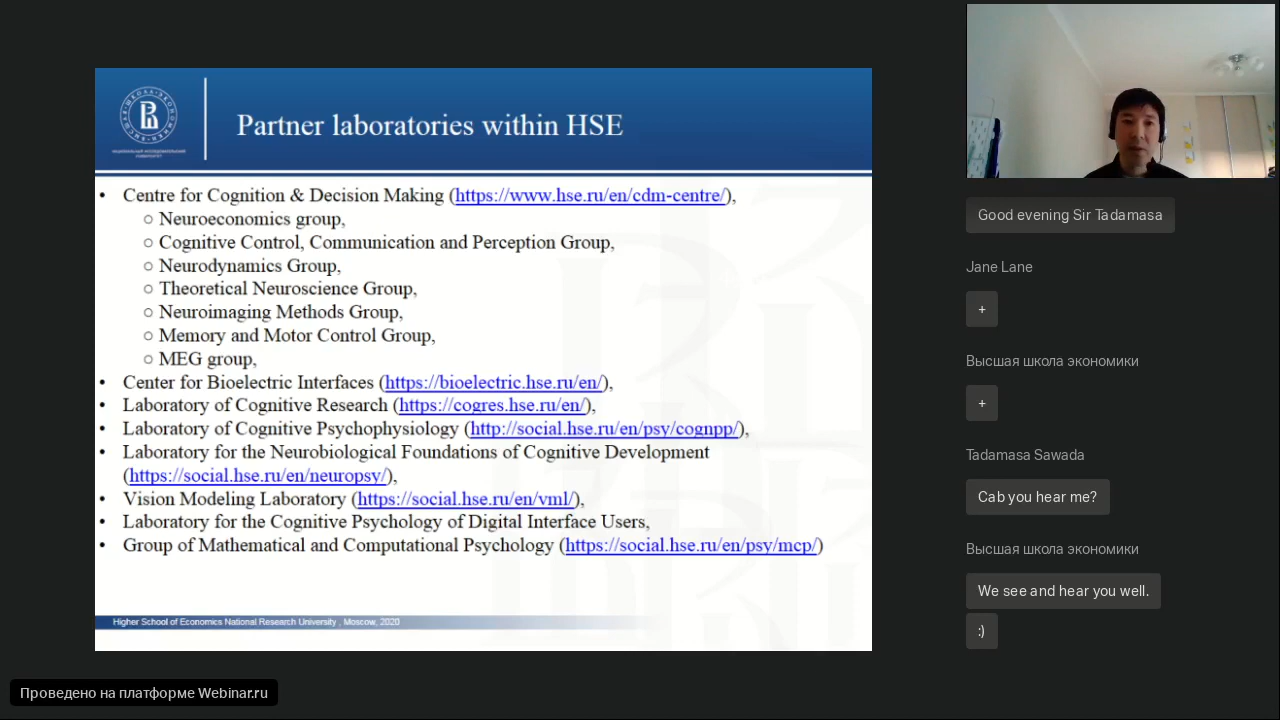 Partner laboratories within HSE
• Centre for Cognition & Decision Making (https://www.hse.ru/en/cdm-centre/),
○ Neuroeconomics group,
○ Cognitive Control, Communication and Perception Group,
○ Neurodynamics Group,
○ Theoretical Neuroscience Group,
○ Neuroimaging Methods Group,
○ Memory and Motor Control Group,
○ MEG group,
• Center for Bioelectric Interfaces (https://bioelectric.hse.ru/en/),
• Laboratory of Cognitive Research (https://cogres.hse.ru/en/),
• Laboratory of Cognitive Psychophysiology (http://social.hse.ru/en/psy/cognpp/),
• Laboratory for the Neurobiological Foundations of Cognitive Development
(https://social.hse.ru/en/neuropsy/),
• Vision Modeling Laboratory (https://social.hse.ru/en/vml/),
• Laboratory for the Cognitive Psychology of Digital Interface Users,
• Group of Mathematical and Computational Psychology (https://social.hse.ru/en/psy/mcp/)
Higher School of Economics National Research University , Moscow, 2020
Good evening Sir Tadamasa
Jane Lane
+
Высшая школа экономики
+
Tadamasa Sawada
Cab you hear me?
Высшая школа экономики
We see and hear you well.
:)
Проведено на платформе Webinar.ru